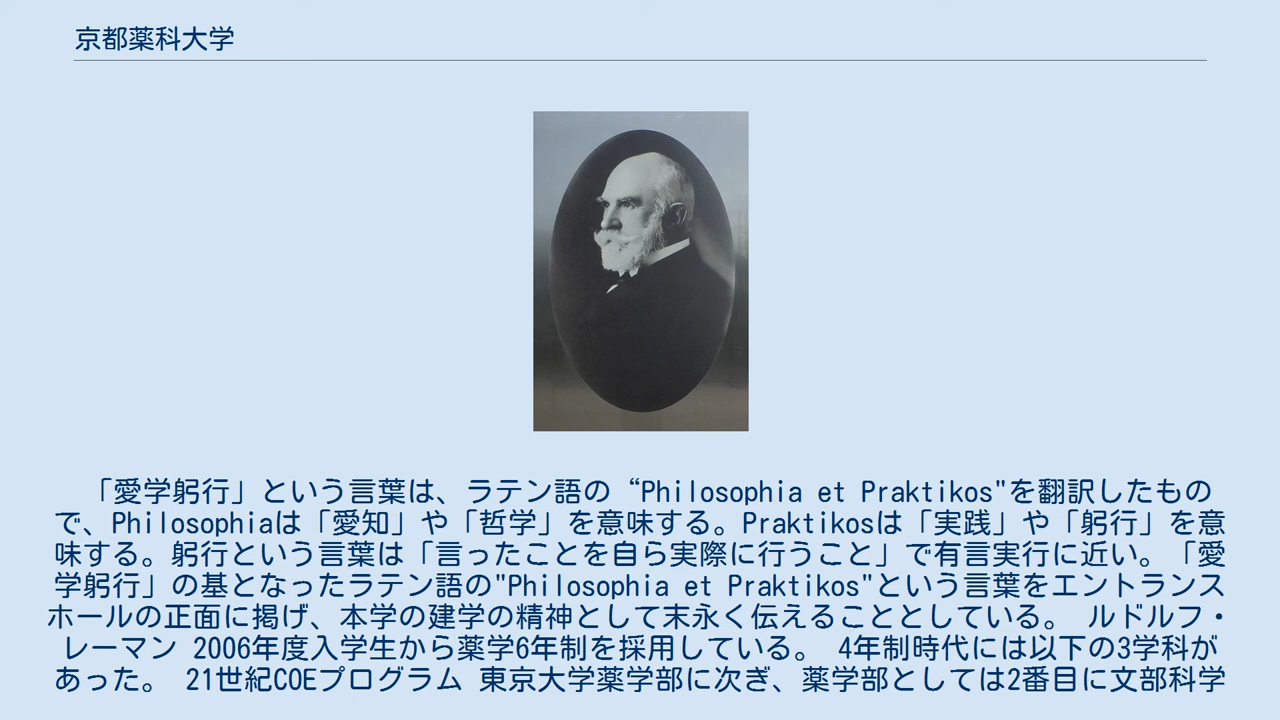 京都薬科大学
「愛学躬行」という言葉は、ラテン語の“Philosophia et Praktikos"を翻訳したもの
で、Philosophiaは「愛知」や「哲学」を意味する。Praktikosは「実践」や「躬行」を意
味する。躬行という言葉は「言ったことを自ら実際に行うこと」で有言実行に近い。「愛
学躬行」の基となったラテン語の"Philosophia et Praktikos"という言葉をエントランス
ホールの正面に掲げ、本学の建学の精神として末永く伝えることとしている。 ルドルフ・
レーマン 2006年度入学生から薬学6年制を採用している。 4年制時代には以下の3学科が
あった。 21世紀COEプログラム 東京大学薬学部に次ぎ、薬学部としては2番目に文部科学